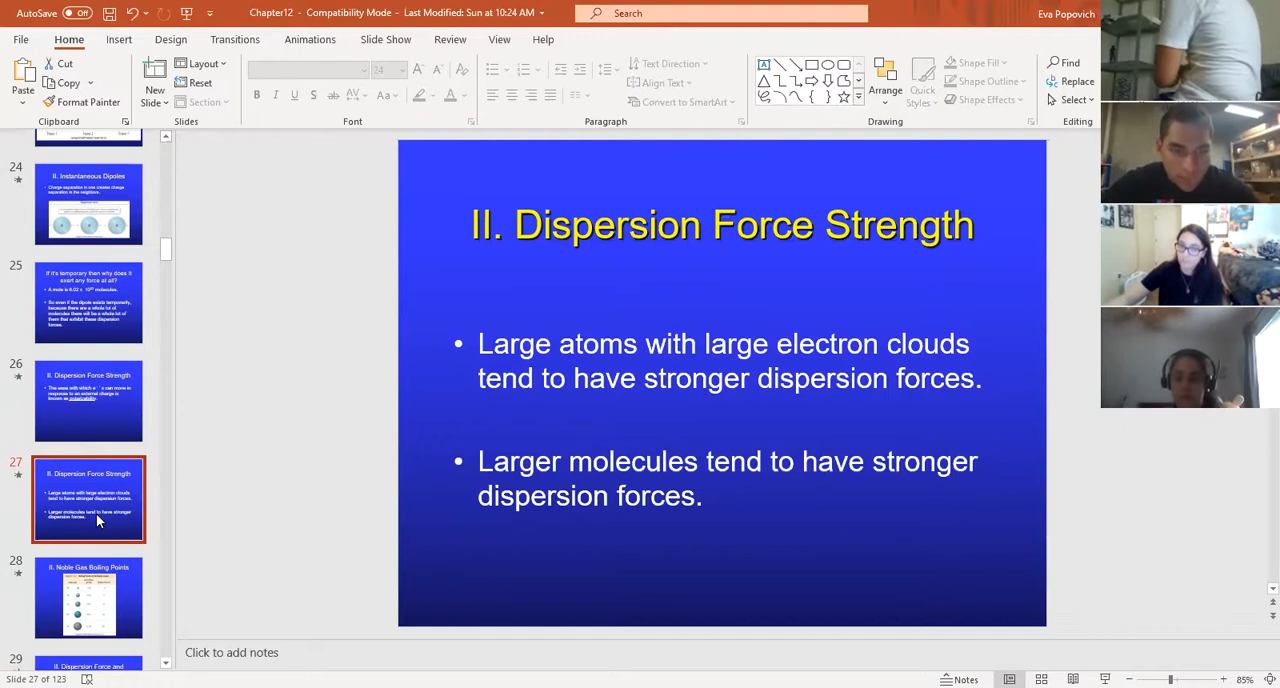 AutoSave Off
Chapter12 - Compatibility Mode - Last Modified: Sun at 10:24 AM
Search
Eva Popovich
File Home Insert Design Transitions Animations Slide Show Review View Help
Paste
Cut
Copy
Format Painter
Clipboard
New
Slide
Layout
Reset
Section
Slides
24
Font
Text Direction
Align Text
Convert to SmartArt
Paragraph
Arrange
Quick
Styles
Shape Fill
Shape Outline
Shape Effects
Drawing
Find
Replace
Select
Editing
24
II. Instantaneous Dipoles
• Charge separation in one creates charge
separation in the neighbors.
25
If it's temporary then why does it
exert any force at all?
• A mole is 6.02 x 10²³ molecules.
• So even if the dipole exists temporarily,
because there are a whole lot of
molecules there will be a whole lot of
them that exhibit these dispersion
forces.
26
II. Dispersion Force Strength
• The ease with which e⁻'s can move in
response to an external charge is
known as polarizability.
27
II. Dispersion Force Strength
• Large atoms with large electron clouds
tend to have stronger dispersion forces.
• Larger molecules tend to have stronger
dispersion forces.
28
II. Noble Gas Boiling Points
29
II. Dispersion Force and
II. Dispersion Force Strength
• Large atoms with large electron clouds
tend to have stronger dispersion forces.
• Larger molecules tend to have stronger
dispersion forces.
Click to add notes
Slide 27 of 123
Notes
85%